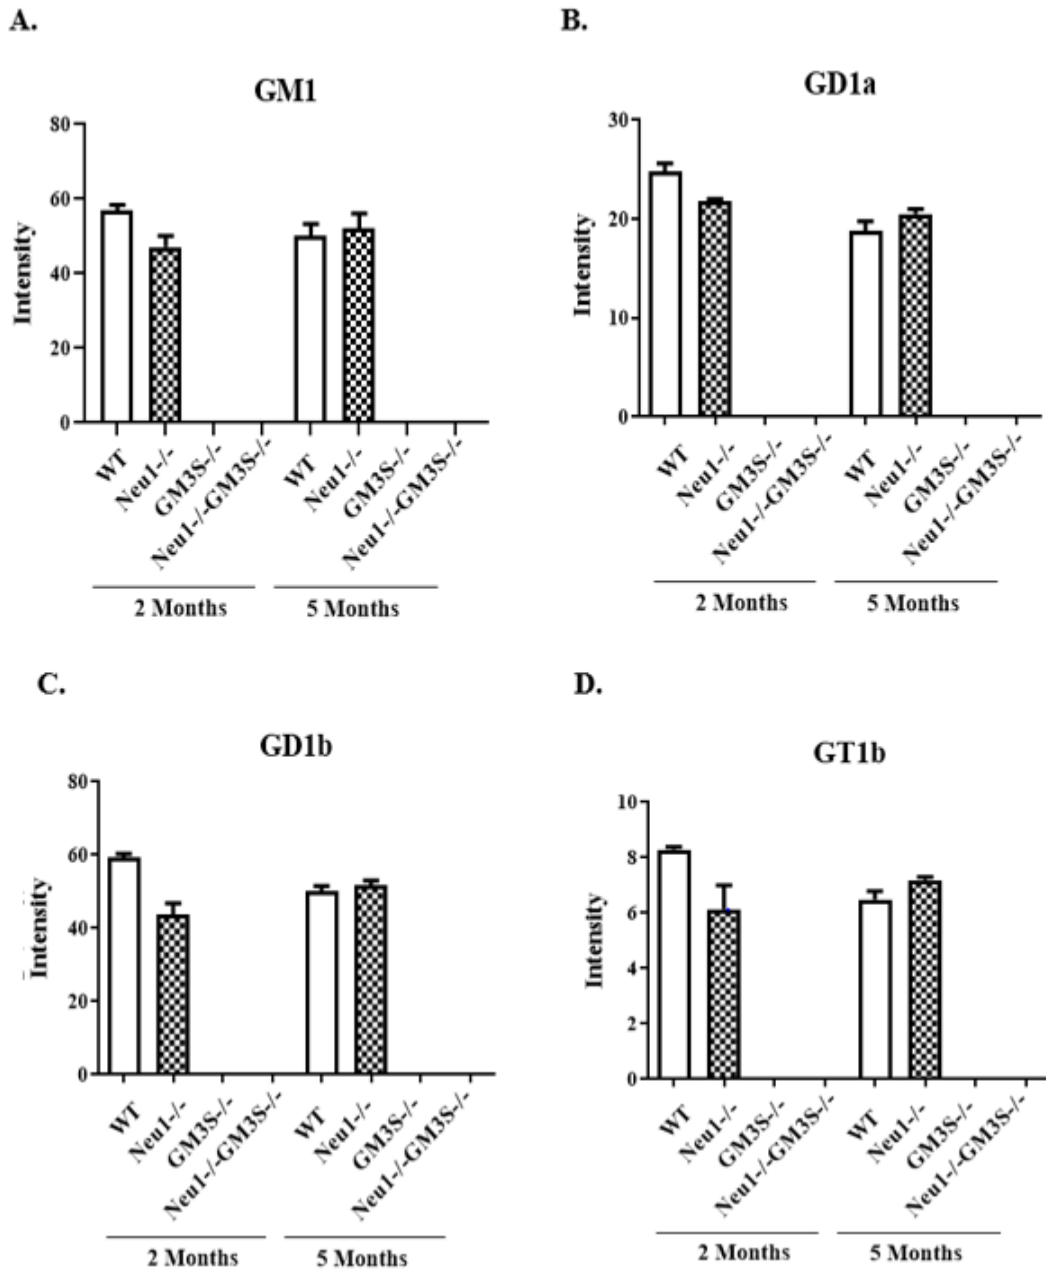 A.
GM1
80
60
40
20
0
Intensity
WT
Neu1-/-
GM3S-/-
Neu1-/-GM3S-/-
WT
Neu1-/-
GM3S-/-
Neu1-/-GM3S-/-
2 Months
5 Months
B.
GD1a
30
20
10
0
Intensity
WT
Neu1-/-
GM3S-/-
Neu1-/-GM3S-/-
WT
Neu1-/-
GM3S-/-
Neu1-/-GM3S-/-
2 Months
5 Months
C.
GD1b
80
60
40
20
0
Intensity
WT
Neu1-/-
GM3S-/-
Neu1-/-GM3S-/-
WT
Neu1-/-
GM3S-/-
Neu1-/-GM3S-/-
2 Months
5 Months
D.
GT1b
10
8
6
4
2
0
Intensity
WT
Neu1-/-
GM3S-/-
Neu1-/-GM3S-/-
WT
Neu1-/-
GM3S-/-
Neu1-/-GM3S-/-
2 Months
5 Months